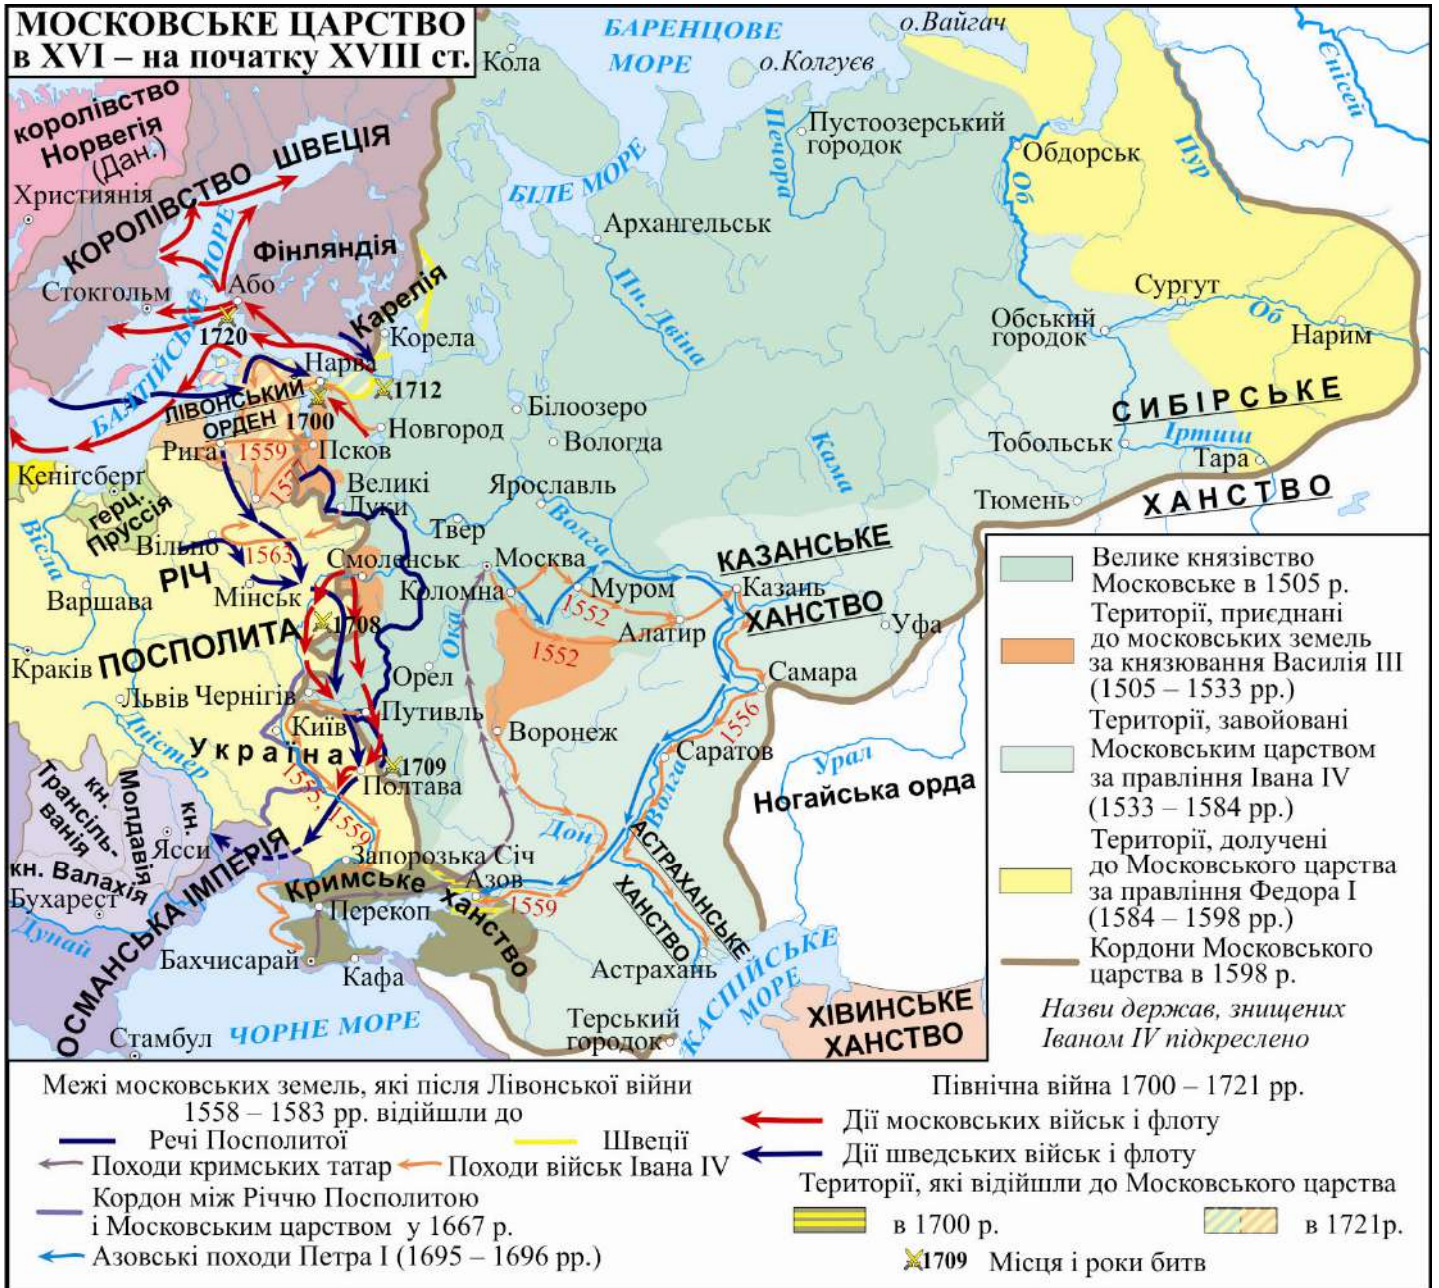 МОСКОВСЬКЕ ЦАРСТВО
в XVI – на початку XVIII ст.
БАРЕНЦОВЕ
МОРЕ
о.Вайгач
о.Колгуєв
Кола
Єнісей
королівство
Норвегія
(Дан.)
Християнія
КОРОЛІВСТВО ШВЕЦІЯ
Пустоозерський
городок
Печора
Обдорськ
Об
Пур
БІЛЕ МОРЕ
Архангельськ
Фінляндія
Карелія
Пн. Двіна
Стокгольм
Або
1720
БАЛТІЙСЬКЕ МОРЕ
Корела
Сургут
Обський
городок
Об
Нарим
Нарва
1712
ЛІВОНСЬКИЙ
ОРДЕН
1700
Новгород
Білоозеро
Вологда
СИБІРСЬКЕ
Тобольськ
Іртиш
Тара
Рига
1559
Псков
Кама
Кенігсберг
герц.
Пруссія
Великі
Луки
Ярославль
Тюмень
ХАНСТВО
Твер
Волга
Вісла
Вільно
1563
Смоленськ
Москва
КАЗАНСЬКЕ
РІЧ
Мінськ
Коломна
Муром
1552
Казань
ХАНСТВО
Варшава
1708
Алатир
Уфа
ПОСПОЛИТА
Ока
1552
Краків
Орел
Самара
Львів
Чернігів
Путивль
1556
Дністер
Київ
Воронеж
Україна
Саратов
1709
Полтава
Урал
Ногайська орда
Волга
кн.
Трансіль-
ванія
кн.
Молдавія
1555, 1559
Дон
Ясси
Запорозька Січ
АСТРАХАНСЬКЕ
ХАНСТВО
кн. Валахія
Бухарест
Кримське
ханство
Азов
1559
Перекоп
Дунай
ОСМАНСЬКА ІМПЕРІЯ
Бахчисарай
Кафа
Астрахань
КАСПІЙСЬКЕ
МОРЕ
ЧОРНЕ МОРЕ
Стамбул
Терський
городок
ХІВИНСЬКЕ
ХАНСТВО
Велике князівство
Московське в 1505 р.
Території, приєднані
до московських земель
за князювання Василія III
(1505 – 1533 рр.)
Території, завойовані
Московським царством
за правління Івана IV
(1533 – 1584 рр.)
Території, долучені
до Московського царства
за правління Федора I
(1584 – 1598 рр.)
Кордони Московського
царства в 1598 р.
Назви держав, знищених
Іваном IV підкреслено
Межі московських земель, які після Лівонської війни
1558 – 1583 рр. відійшли до
Речі Посполитої
Швеції
Походи кримських татар
Походи військ Івана IV
Кордон між Річчю Посполитою
і Московським царством у 1667 р.
Азовські походи Петра I (1695 – 1696 рр.)
Північна війна 1700 – 1721 рр.
Дії московських військ і флоту
Дії шведських військ і флоту
Території, які відійшли до Московського царства
в 1700 р.
в 1721р.
1709 Місця і роки битв